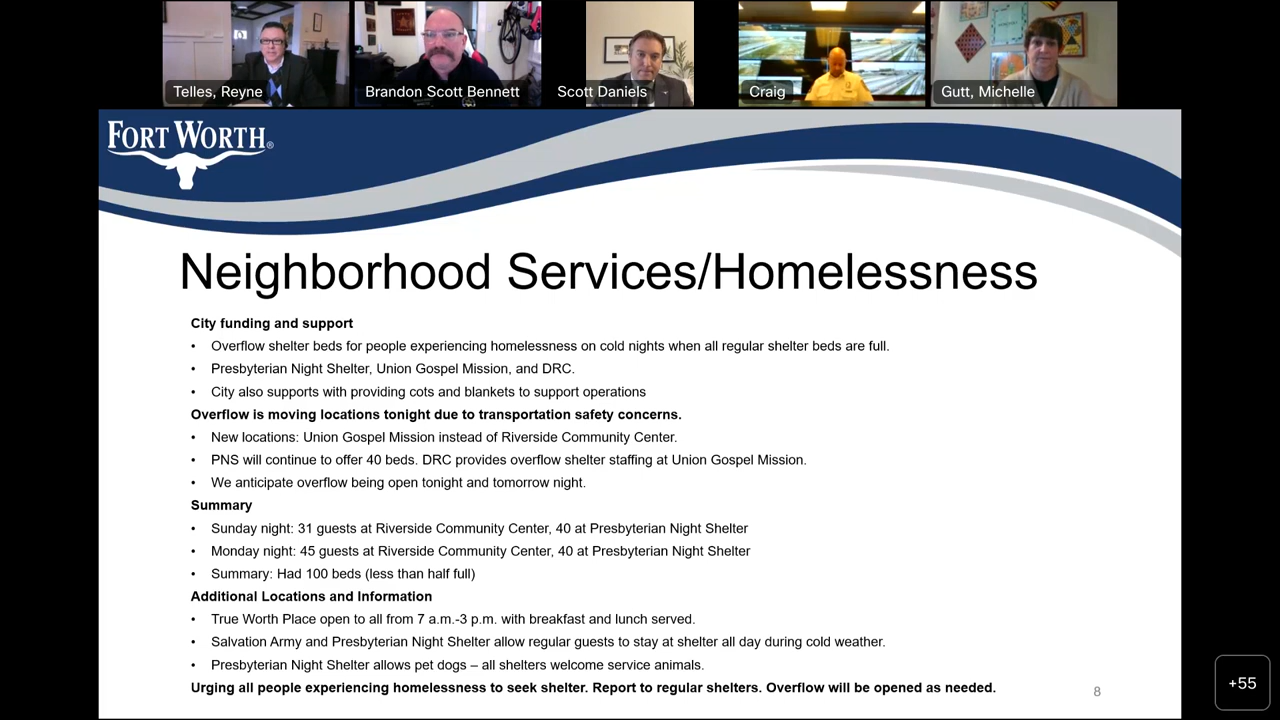 Telles, Reyne
Brandon Scott Bennett
Scott Daniels
Craig
Gutt, Michelle
FORT WORTH®
Neighborhood Services/Homelessness
City funding and support
• Overflow shelter beds for people experiencing homelessness on cold nights when all regular shelter beds are full.
• Presbyterian Night Shelter, Union Gospel Mission, and DRC.
• City also supports with providing cots and blankets to support operations
Overflow is moving locations tonight due to transportation safety concerns.
• New locations: Union Gospel Mission instead of Riverside Community Center.
• PNS will continue to offer 40 beds. DRC provides overflow shelter staffing at Union Gospel Mission.
• We anticipate overflow being open tonight and tomorrow night.
Summary
• Sunday night: 31 guests at Riverside Community Center, 40 at Presbyterian Night Shelter
• Monday night: 45 guests at Riverside Community Center, 40 at Presbyterian Night Shelter
• Summary: Had 100 beds (less than half full)
Additional Locations and Information
• True Worth Place open to all from 7 a.m.-3 p.m. with breakfast and lunch served.
• Salvation Army and Presbyterian Night Shelter allow regular guests to stay at shelter all day during cold weather.
• Presbyterian Night Shelter allows pet dogs – all shelters welcome service animals.
Urging all people experiencing homelessness to seek shelter. Report to regular shelters. Overflow will be opened as needed.
8
+55